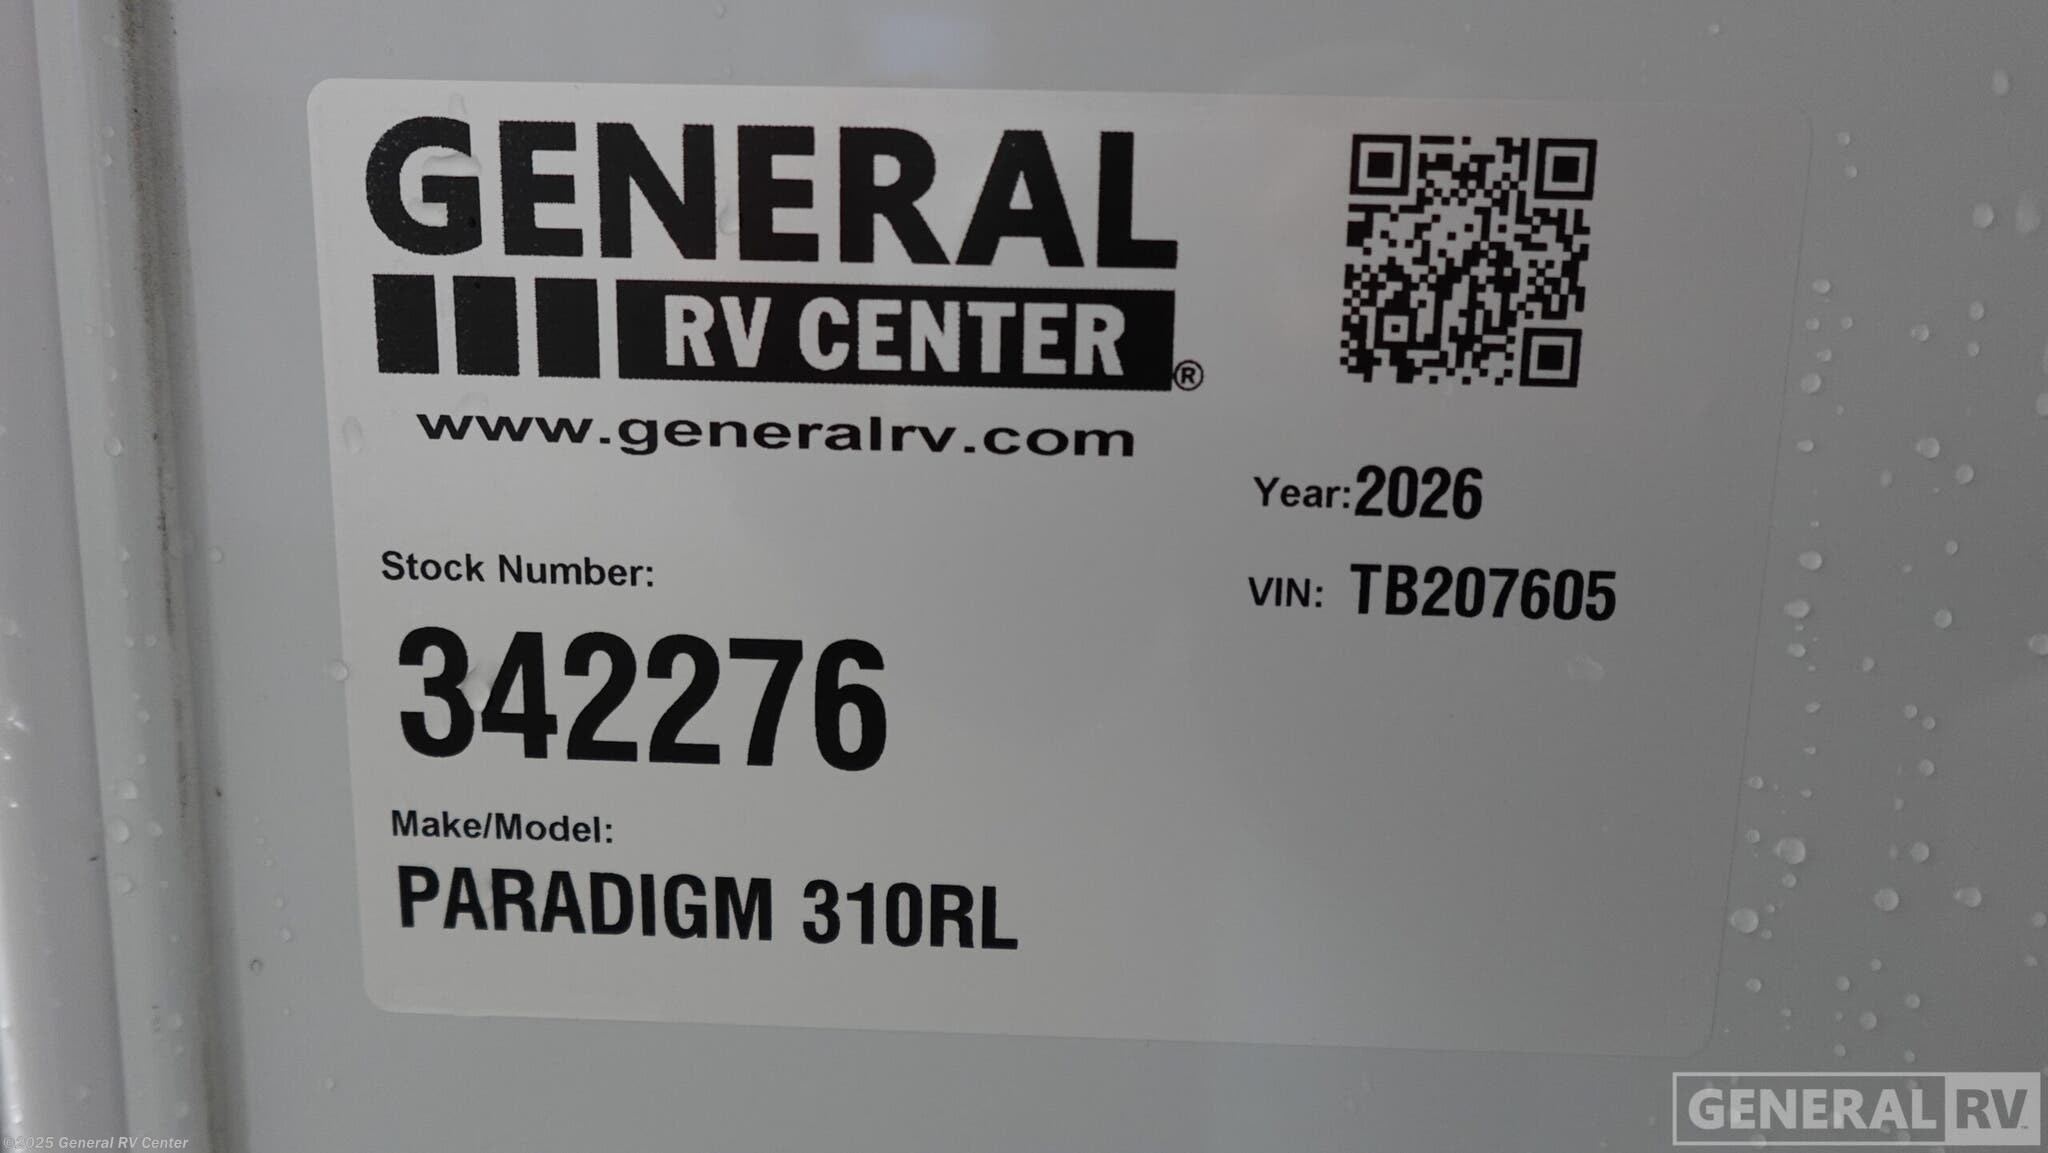 GENERAL
RV CENTER®
www.generalrv.com
Year:2026
Stock Number:
VIN: TB207605
342276
Make/Model:
PARADIGM 310RL
GENERAL RV™
©2025 General RV Center